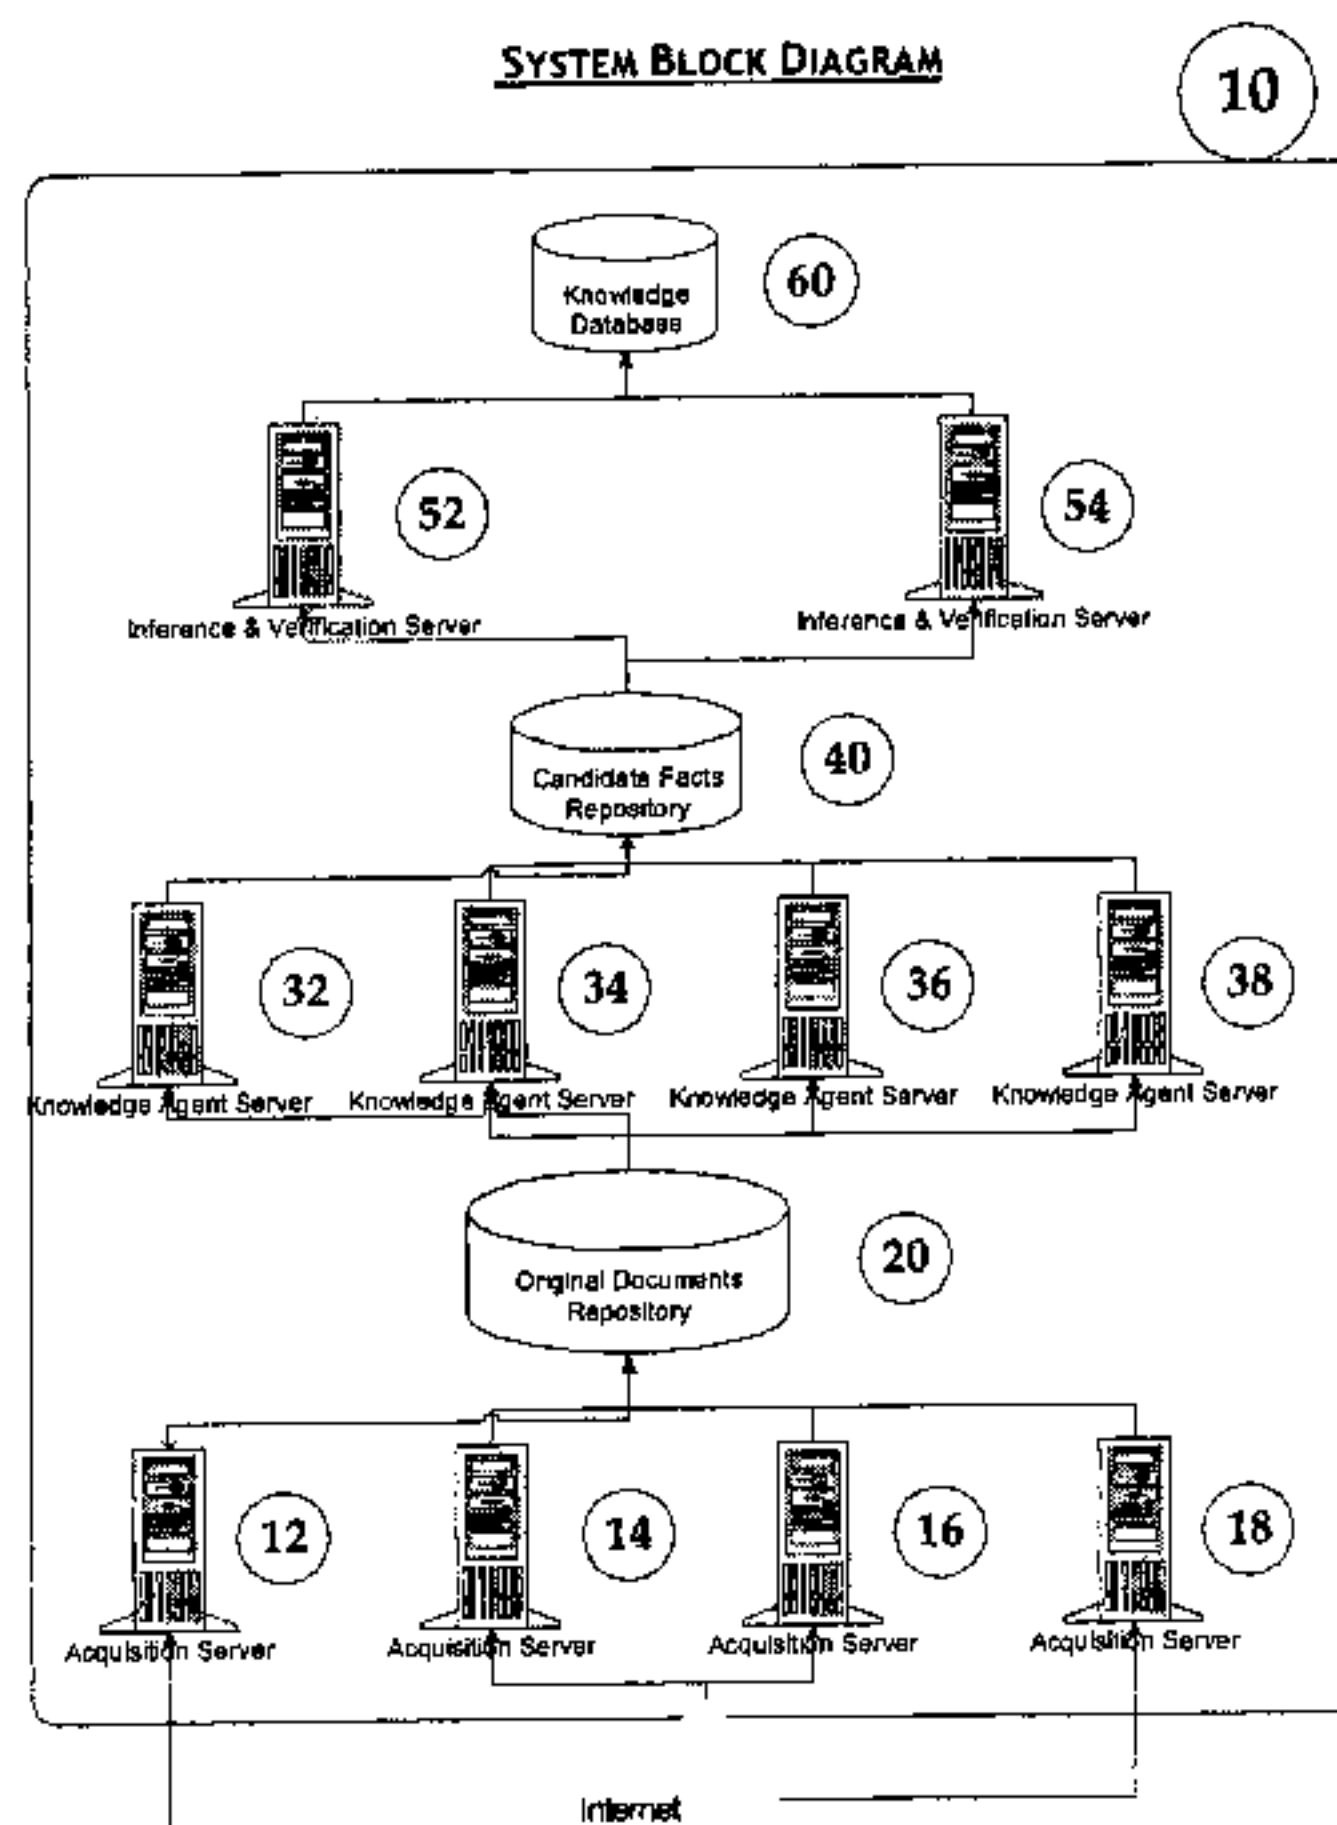 SYSTEM BLOCK DIAGRAM
10
Knowledge
Database
60
52
54
Inference & Verification Server
Inference & Verification Server
Candidate Facts
Repository
40
32
34
36
38
Knowledge Agent Server
Knowledge Agent Server
Knowledge Agent Server
Knowledge Agent Server
Original Documents
Repository
20
12
14
16
18
Acquisition Server
Acquisition Server
Acquisition Server
Acquisition Server
Internet